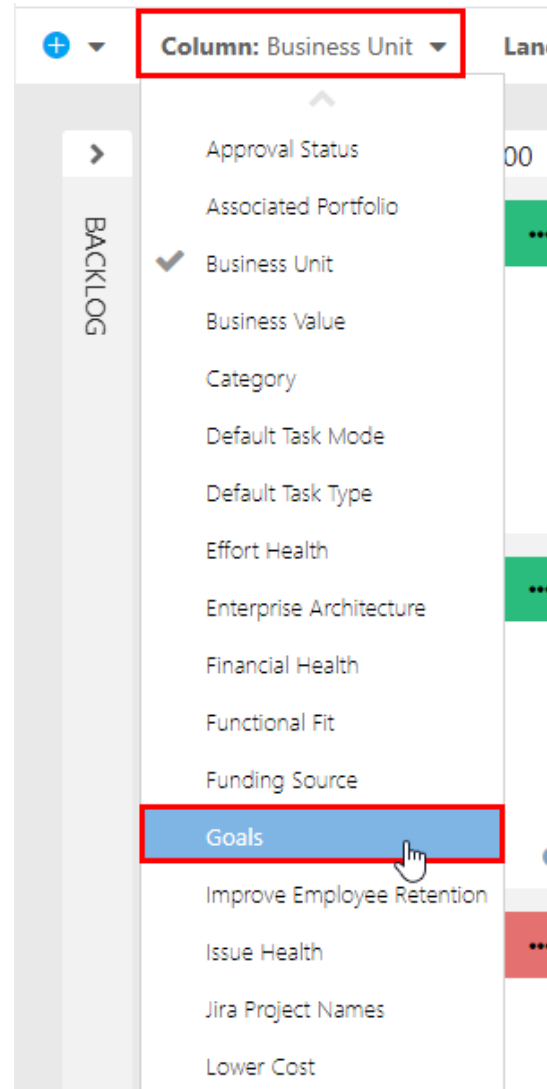 Column: Business Unit
Approval Status
00
Associated Portfolio
BACKLOG
Business Unit
Business Value
Category
Default Task Mode
Default Task Type
Effort Health
Enterprise Architecture
Financial Health
Functional Fit
Funding Source
Goals
Improve Employee Retention
Issue Health
Jira Project Names
Lower Cost